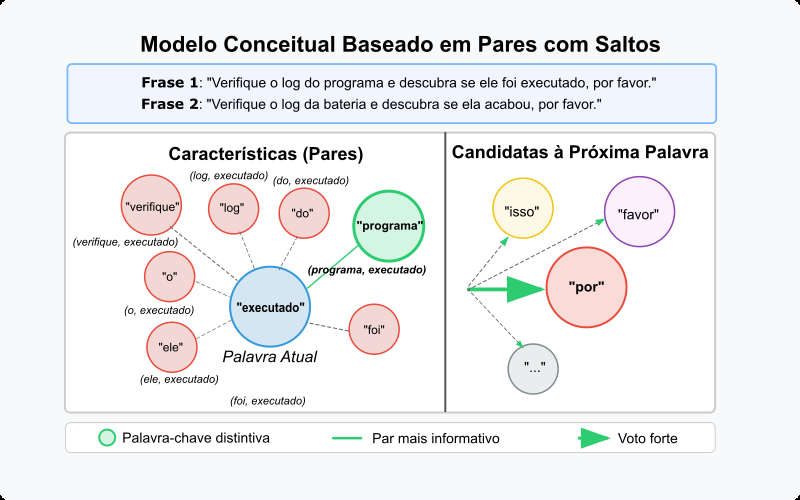 Modelo Conceitual Baseado em Pares com Saltos
Frase 1: "Verifique o log do programa e descubra se ele foi executado, por favor."
Frase 2: "Verifique o log da bateria e descubra se ela acabou, por favor."
Características (Pares)
(log, executado)
(do, executado)
"verifique"
"log"
"do"
"programa"
(verifique, executado)
(programa, executado)
"o"
(o, executado)
"executado"
"foi"
"ele"
Palavra Atual
(ele, executado)
(foi, executado)
Candidatas à Próxima Palavra
"isso"
"favor"
"por"
"..."
Palavra-chave distintiva
Par mais informativo
Voto forte